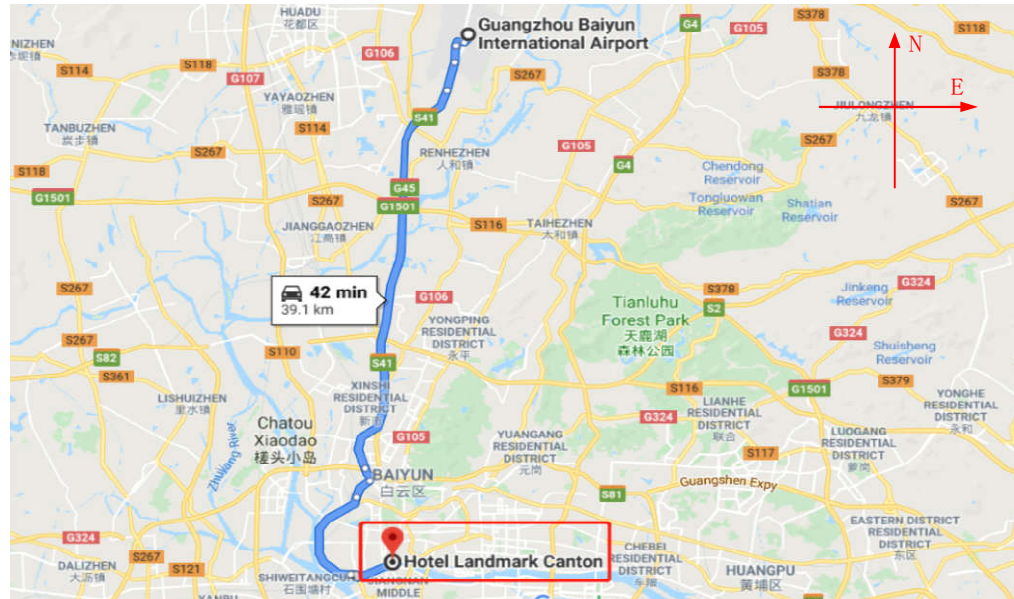 HUADU
花都区
Guangzhou Baiyun
International Airport
G4
G105
S378
S118
G106
N
S114
S118
G107
S267
S378
E
YAYAOZHEN
雅瑶镇
JIULONGZHEN
九龙镇
S41
TANBUZHEN
炭步镇
S114
S267
RENHEZHEN
人和镇
G105
G4
S118
Chendong
Reservoir
G1501
G45
G1501
S267
Tongluowan
Reservoir
Shatian
Reservoir
S267
JIANGGAOZHEN
江高镇
S116
TAIHEZHEN
太和镇
S267
42 min
39.1 km
G106
S378
S2
Jinkeng
Reservoir
G324
Tianluhu
Forest Park
天鹿湖
森林公园
YONGPING
RESIDENTIAL
DISTRICT
永平
G324
S267
S82
S110
S41
Shuisheng
Reservoir
S361
S116
G1501
S379
XINSHI
RESIDENTIAL
DISTRICT
LISHUIZHEN
里水镇
YONGHE
RESIDENTIAL
DISTRICT
永和
LIANHE
RESIDENTIAL
DISTRICT
联合
G324
Chatou
Xiaodao
槎头小岛
G105
YUANGANG
RESIDENTIAL
DISTRICT
元岗
LUOGANG
RESIDENTIAL
DISTRICT
萝岗
S117
Zhuwang River
BAIYUN
白云区
S81
Guangshen Expy
G324
EASTERN DISTRICT
RESIDENTIAL
DISTRICT
东区
S267
DALIZHEN
大沥镇
S121
Hotel Landmark Canton
CHEBEI
RESIDENTIAL
DISTRICT
SHIWEITANGCUN
石围塘村
JIANGNAN
MIDDLE
HUANGPU
黄埔区